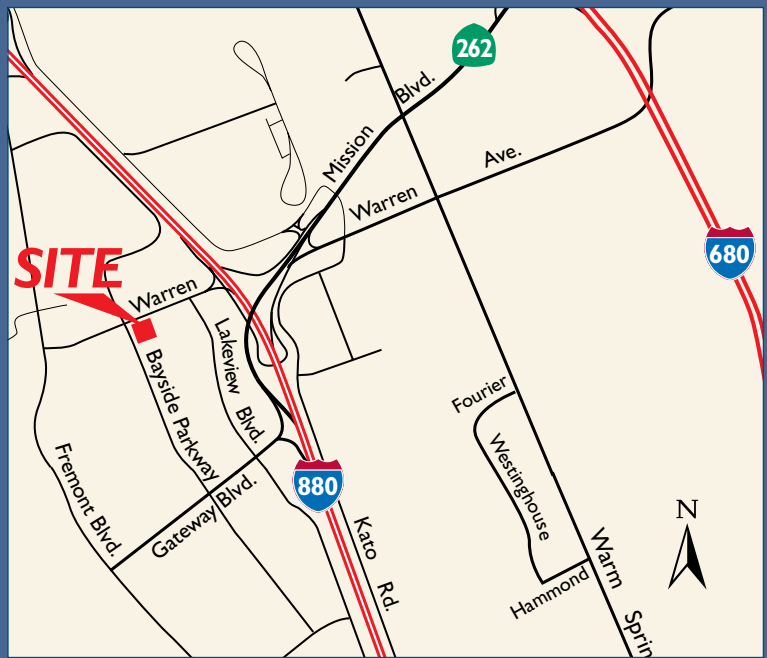 262
Mission Blvd.
Warren Ave.
680
SITE
Warren
Lakeview Blvd.
Bayside Parkway
Fremont Blvd.
Gateway Blvd.
880
Kato Rd.
Fourier
Westinghouse
Hammond
Warm Sprin
N